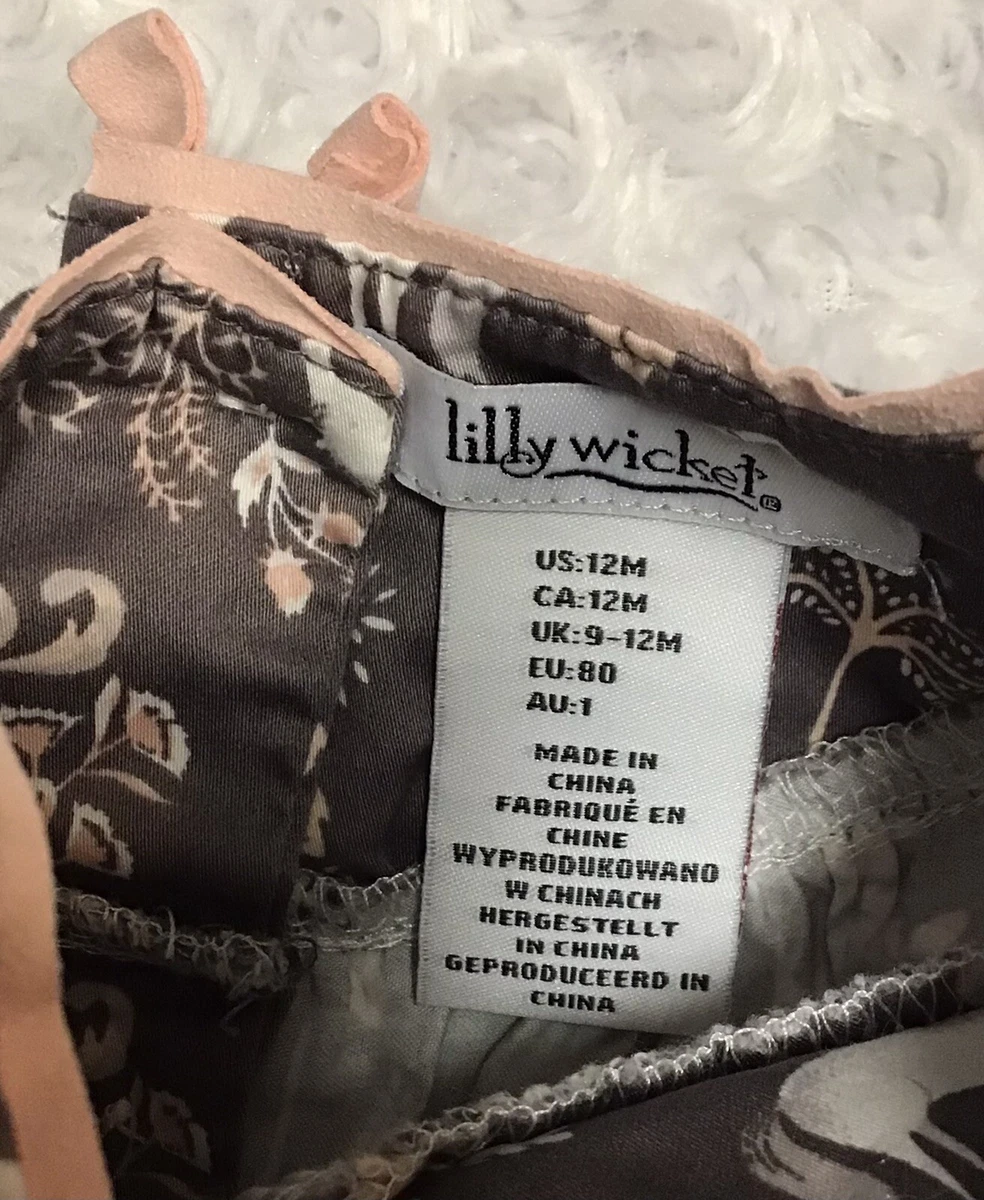 lilly wicket®
US:12M
CA:12M
UK:9-12M
EU:80
AU:1
MADE IN
CHINA
FABRIQUÉ EN
CHINE
WYPRODUKOWANO
W CHINACH
HERGESTELLT
IN CHINA
GEPRODUCEERD IN
CHINA